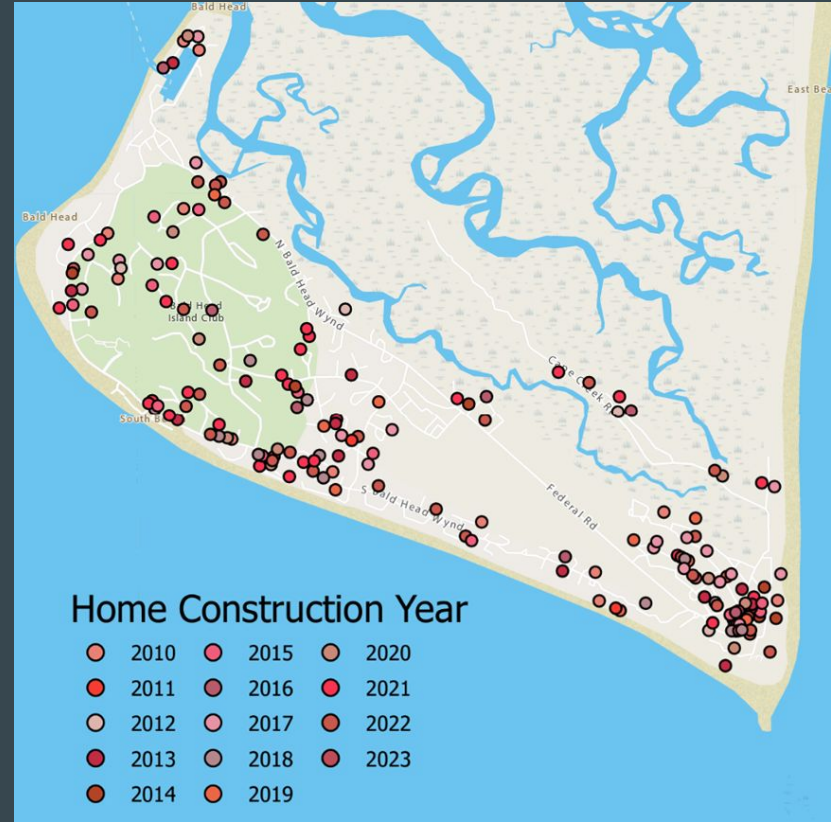 Bald Head
East Bea
Bald Head
N Bald Head Wynd
Bald Head
Island Club
Cape Creek R
South B
S Bald Head Wynd
Federal Rd
Home Construction Year
2010 2015 2020
2011 2016 2021
2012 2017 2022
2013 2018 2023
2014 2019